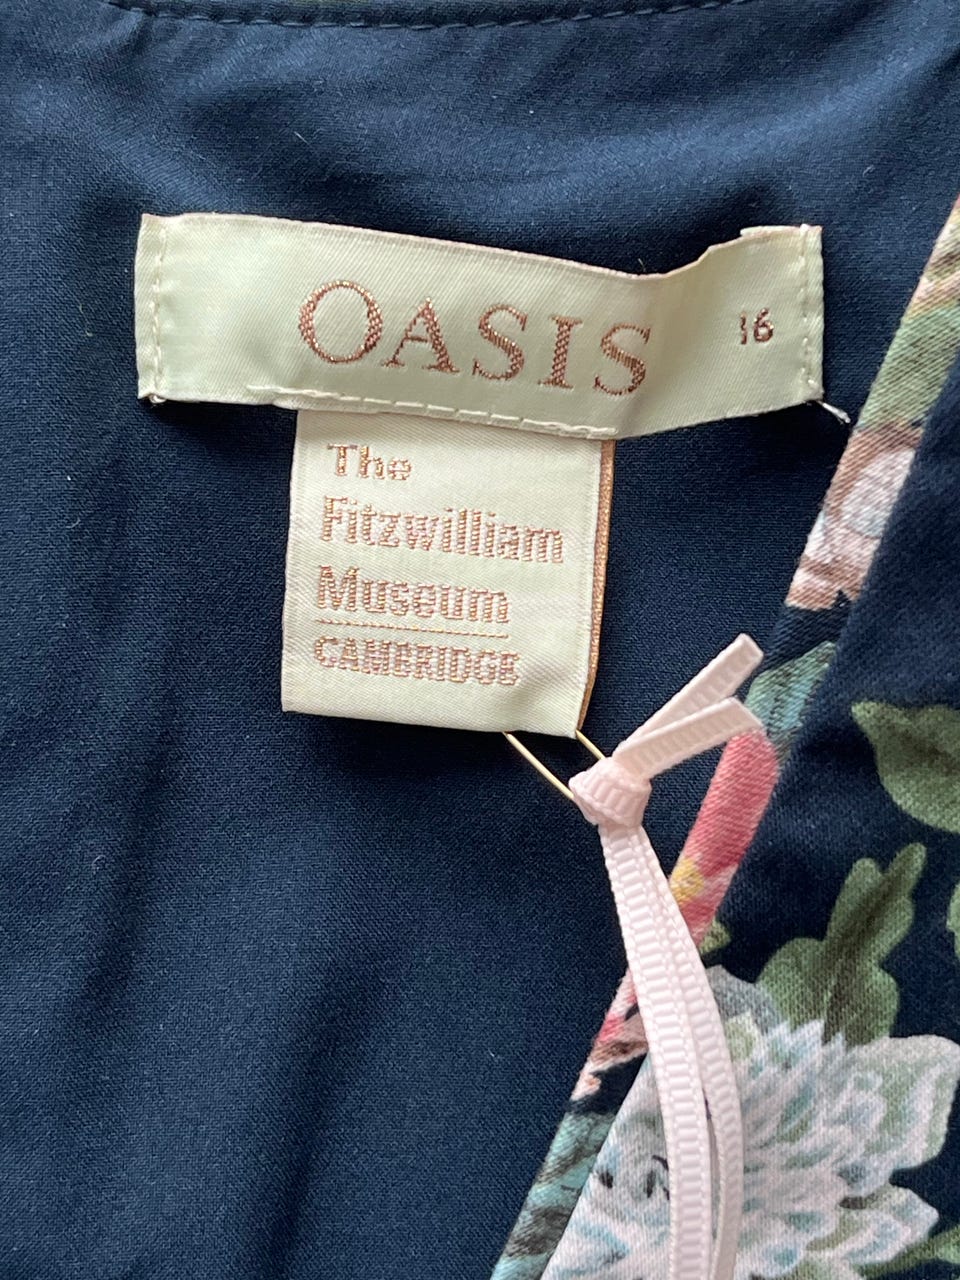 OASIS 16
The
Fitzwilliam
Museum
CAMBRIDGE